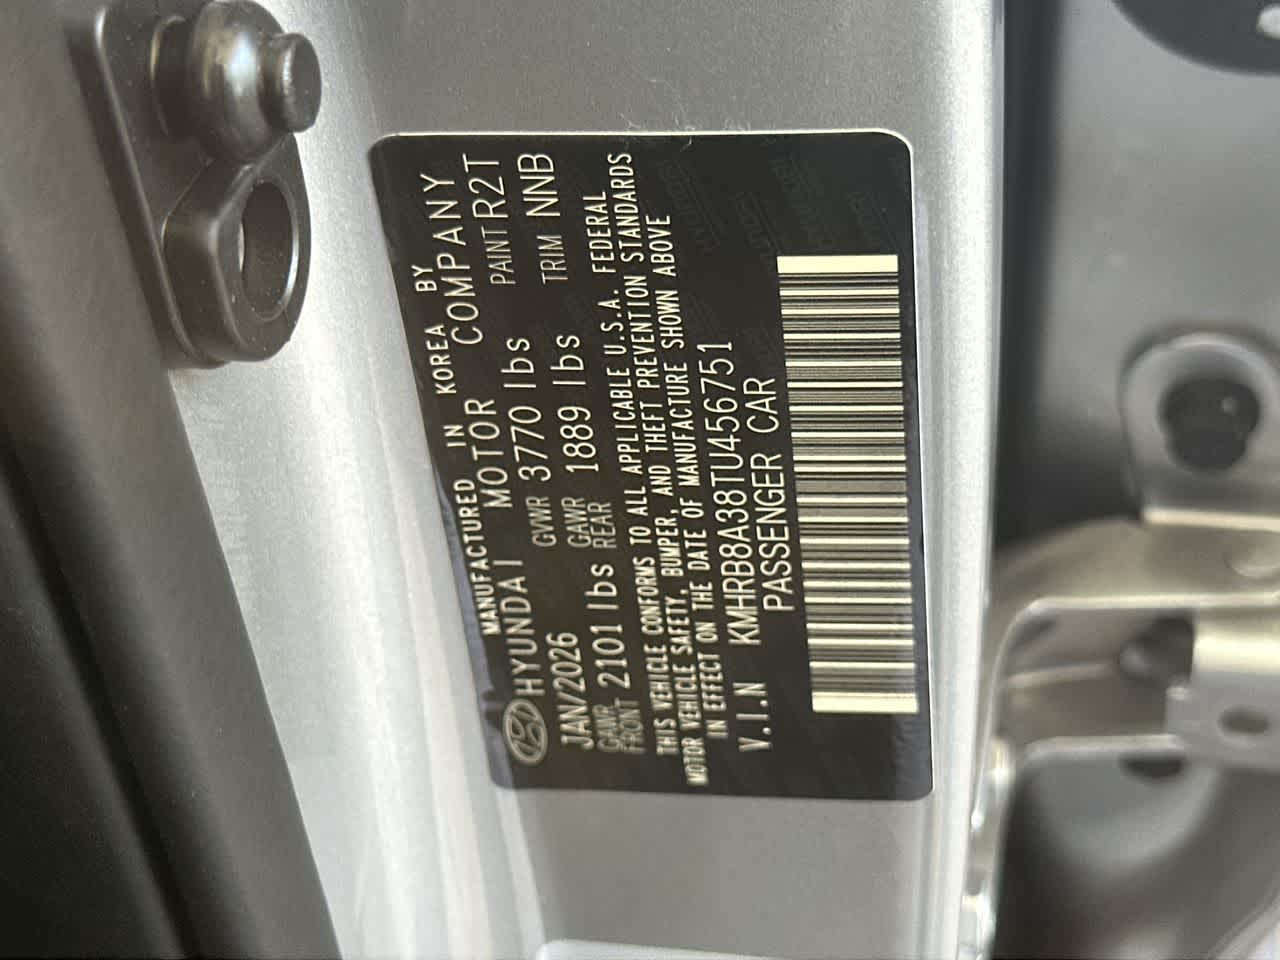 MANUFACTURED IN KOREA BY
HYUNDAI MOTOR COMPANY
JAN/2026 GVWR 3770 lbs PAINT R2T
GAWR FRONT 2101 lbs GAWR REAR 1889 lbs TRIM NNB
THIS VEHICLE CONFORMS TO ALL APPLICABLE U.S.A. FEDERAL
MOTOR VEHICLE SAFETY, BUMPER, AND THEFT PREVENTION STANDARDS
IN EFFECT ON THE DATE OF MANUFACTURE SHOWN ABOVE
V.I.N KMHRB8A38TU456751
PASSENGER CAR